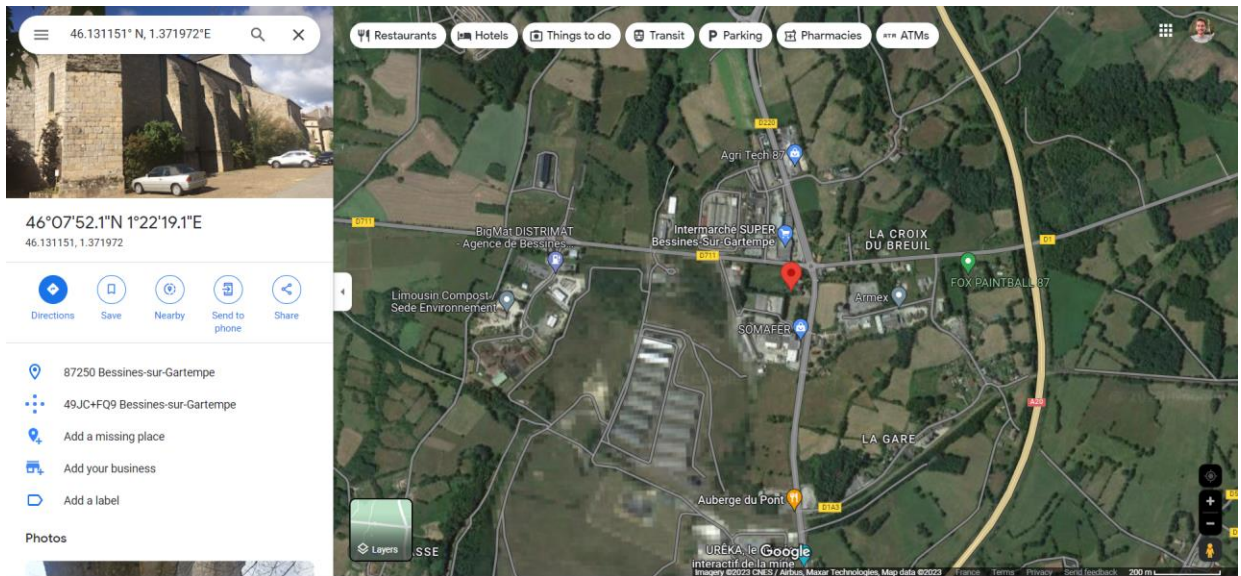 46.131151° N, 1.371972°E
Restaurants
Hotels
Things to do
Transit
Parking
Pharmacies
ATMs
46°07'52.1"N 1°22'19.1"E
46.131151, 1.371972
Directions
Save
Nearby
Send to
phone
Share
87250 Bessines-sur-Gartempe
49JC+FQ9 Bessines-sur-Gartempe
Add a missing place
Add your business
Add a label
Photos
D220
Agri Tech 87
D711
BigMat DISTRIMAT
- Agence de Bessines...
Intermarché SUPER
Bessines-Sur-Gartempe
LA CROIX
DU BREUIL
D1
D711
FOX PAINTBALL 87
Limousin Compost /
Sede Environnement
Armex
SOMAFER
A20
LA GARE
Auberge du Pont
D1A3
Layers
SSE
URÊKA, le
interactif de la mine
Google
Imagery ©2023 CNES / Airbus, Maxar Technologies, Map data ©2023
France
Terms
Privacy
Send feedback
200 m